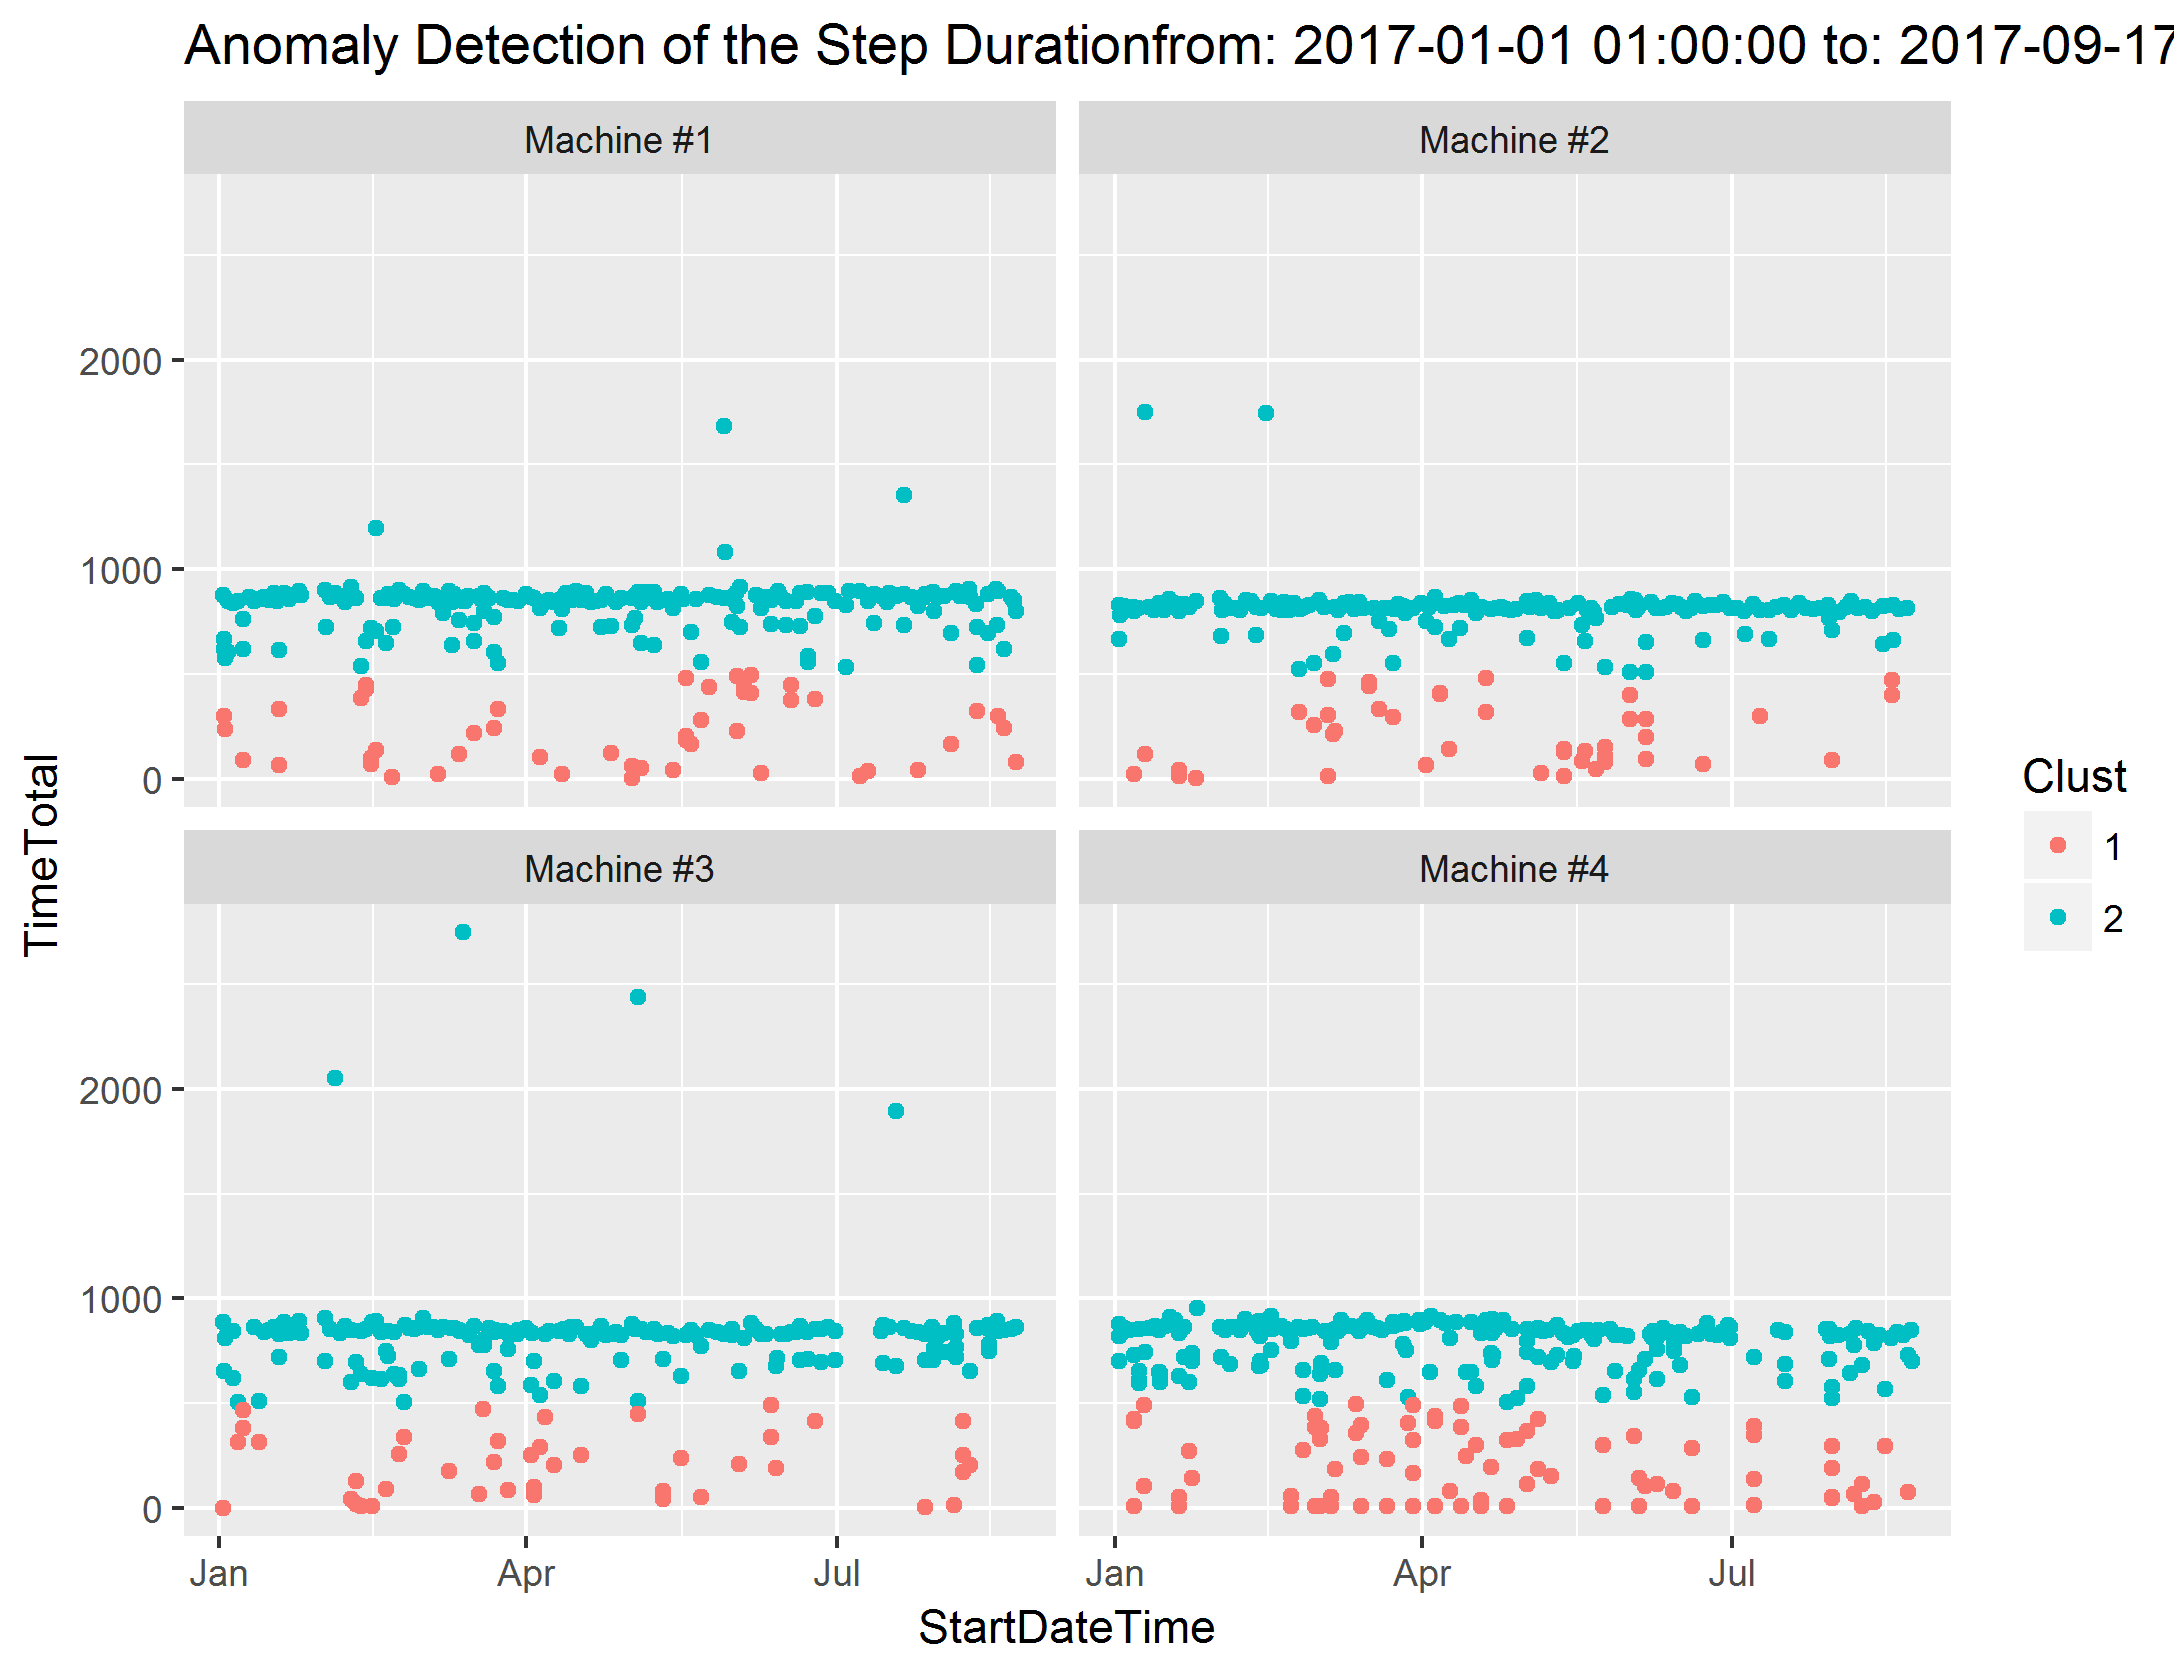 Anomaly Detection of the Step Durationfrom: 2017-01-01 01:00:00 to: 2017-09-17
Machine #1
Machine #2
2000
1000
0
Machine #3
Machine #4
2000
1000
0
Jan
Apr
Jul
Jan
Apr
Jul
StartDateTime
TimeTotal
Clust
1
2